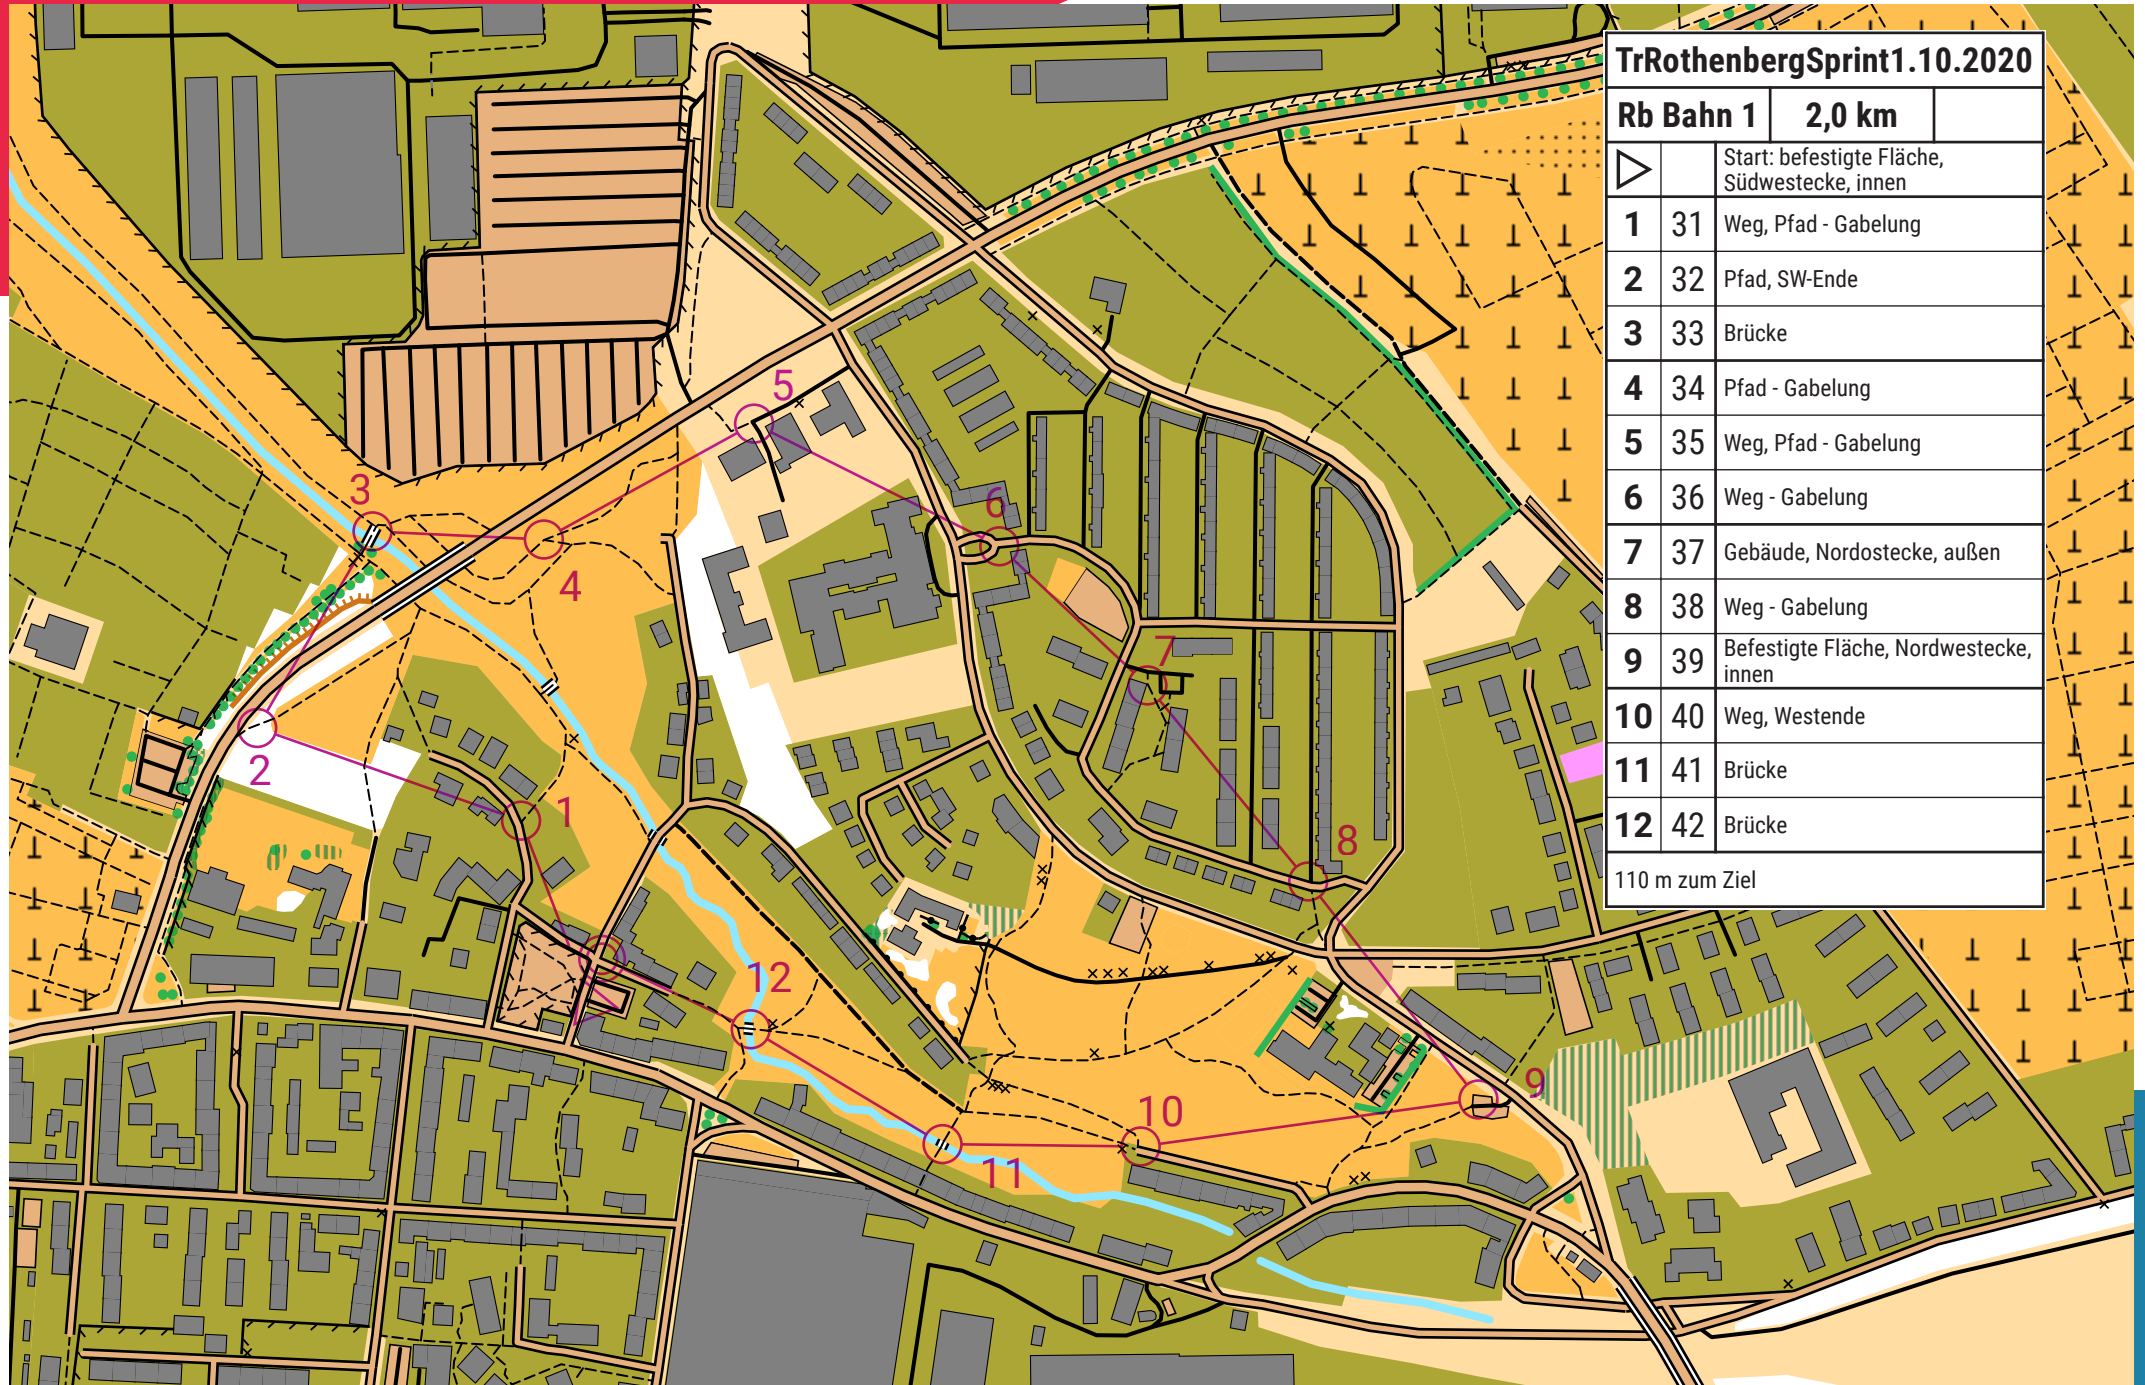 TrRothenbergSprint1.10.2020
Rb Bahn 1 2,0 km
Start: befestigte Fläche,
Südwestecke, innen
1 31 Weg, Pfad - Gabelung
2 32 Pfad, SW-Ende
3 33 Brücke
4 34 Pfad - Gabelung
5 35 Weg, Pfad - Gabelung
6 36 Weg - Gabelung
7 37 Gebäude, Nordostecke, außen
8 38 Weg - Gabelung
9 39 Befestigte Fläche, Nordwestecke,
innen
10 40 Weg, Westende
11 41 Brücke
12 42 Brücke
110 m zum Ziel
5
3
6
4
7
2
1
8
12
9
10
11